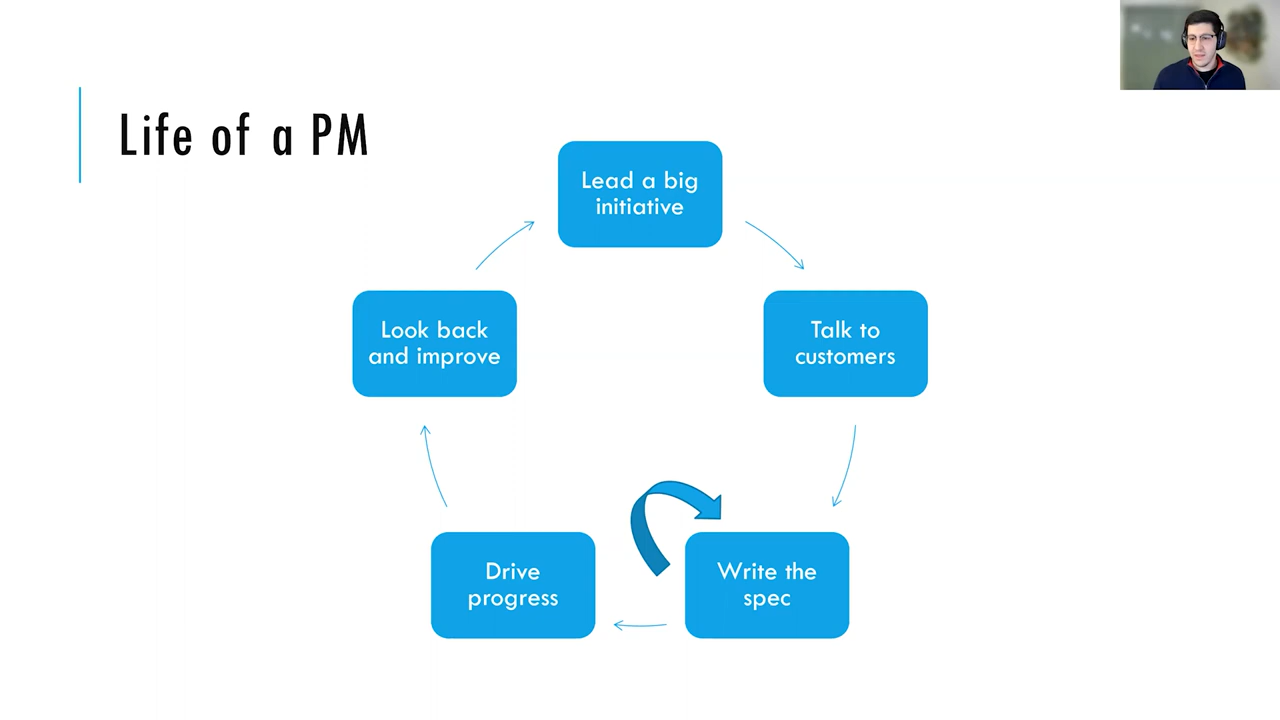 Life of a PM
Lead a big
initiative
Talk to
customers
Write the
spec
Drive
progress
Look back
and improve